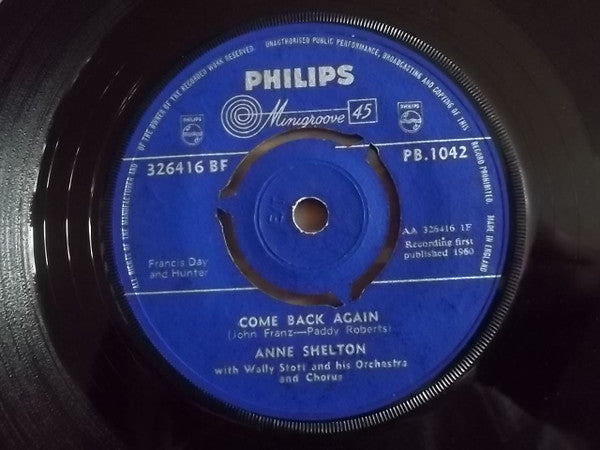 ALL RIGHTS OF THE MANUFACTURER AND OF THE OWNER OF THE RECORDED WORK RESERVED. UNAUTHORISED PUBLIC PERFORMANCE, BROADCASTING AND COPYING OF THIS RECORD PROHIBITED. MADE IN ENGLAND
PHILIPS
Minigroove 45
PHILIPS
PHILIPS
326416 BF
PB.1042
AA 326416 1F
Recording first
published 1960
Francis Day
and Hunter
COME BACK AGAIN
(John Franz—Paddy Roberts)
ANNE SHELTON
with Wally Stott and his Orchestra
and Chorus